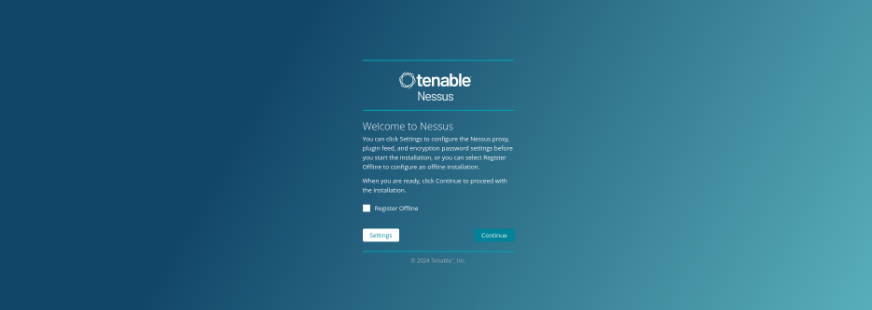 tenable
Nessus
Welcome to Nessus
You can click Settings to configure the Nessus proxy,
plugin feed, and encryption password settings before
you start the installation, or you can select Register
Offline to configure an offline installation.
When you are ready, click Continue to proceed with
the installation.
Register Offline
Settings
Continue
© 2024 Tenable™, Inc.